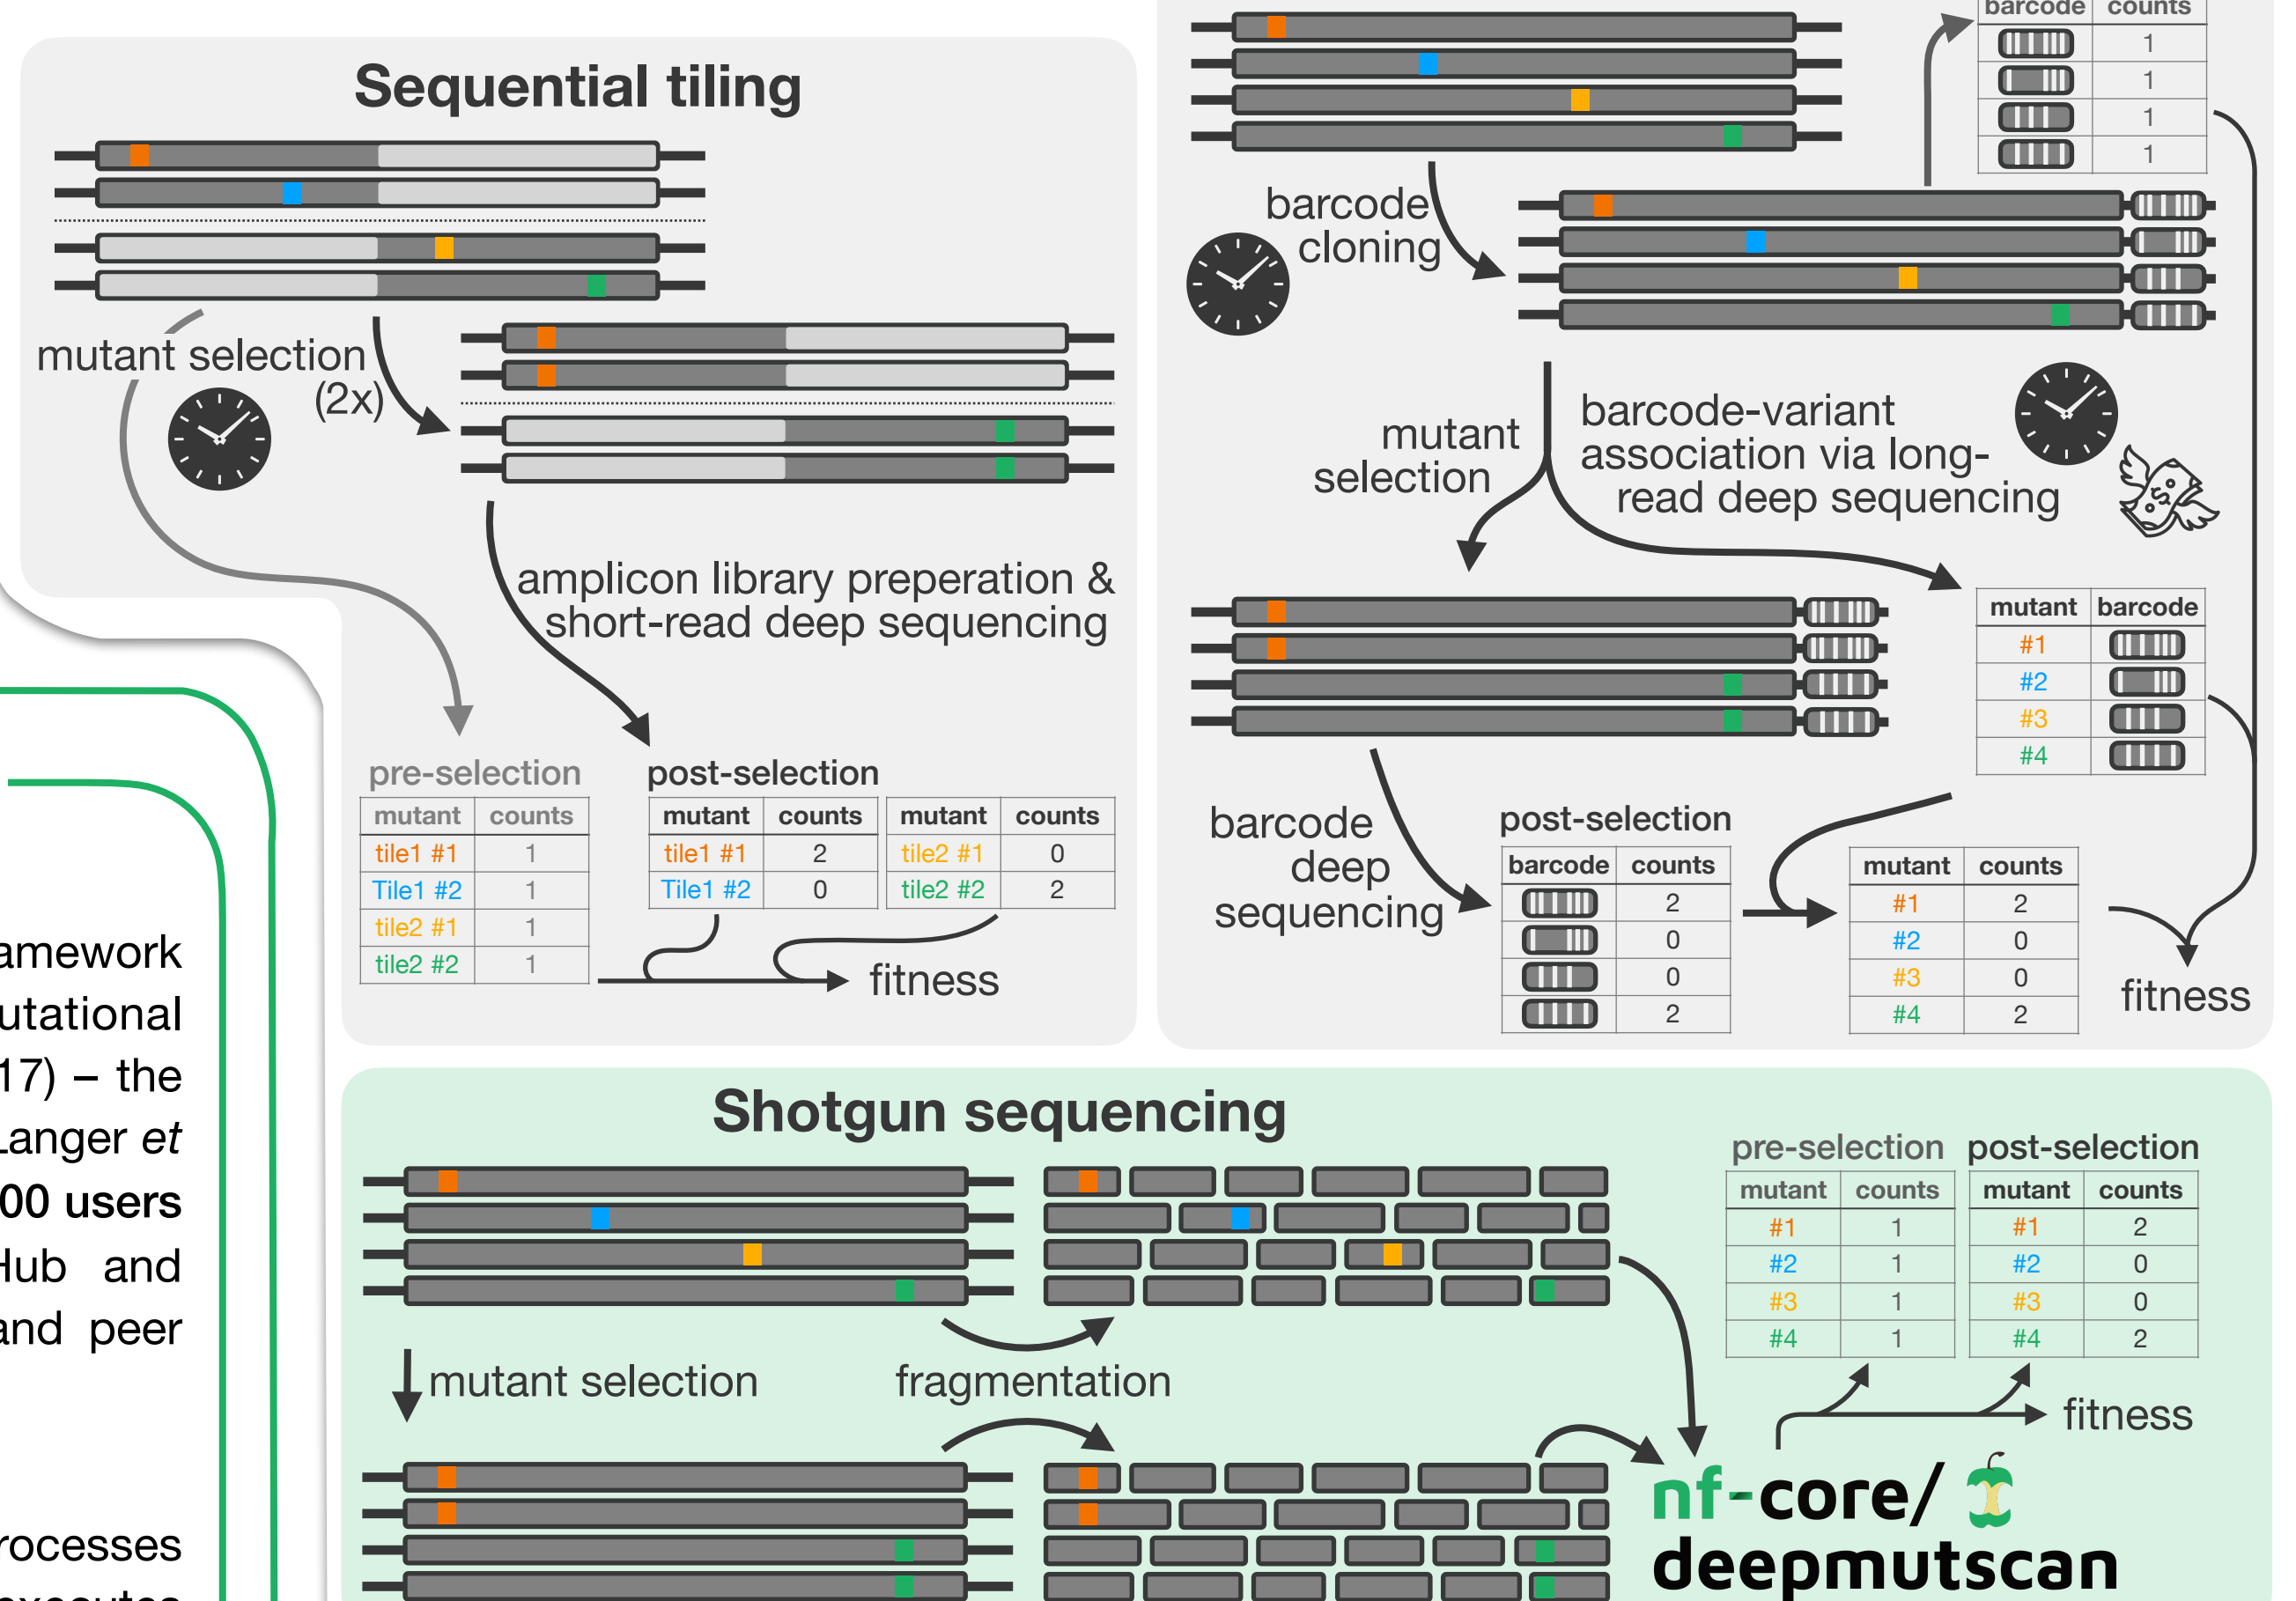 Sequential tiling
mutant selection
(2x)
amplicon library preperation &
short-read deep sequencing
pre-selection
mutant counts
tile1 #1 1
Tile1 #2 1
tile2 #1 1
tile2 #2 1
post-selection
mutant counts mutant counts
tile1 #1 2 tile2 #1 0
Tile1 #2 0 tile2 #2 2
fitness
barcode counts
1
1
1
1
barcode
cloning
mutant
selection
barcode-variant
association via long-
read deep sequencing
mutant barcode
#1
#2
#3
#4
barcode
deep
sequencing
post-selection
barcode counts
2
0
0
2
mutant counts
#1 2
#2 0
#3 0
#4 2
fitness
amework
utational
17) – the
Langer et
00 users
Hub and
and peer
rocesses
executes
Shotgun sequencing
mutant selection
fragmentation
pre-selection
mutant counts
#1 1
#2 1
#3 1
#4 1
post-selection
mutant counts
#1 2
#2 0
#3 0
#4 2
fitness
nf-core/
deepmutscan